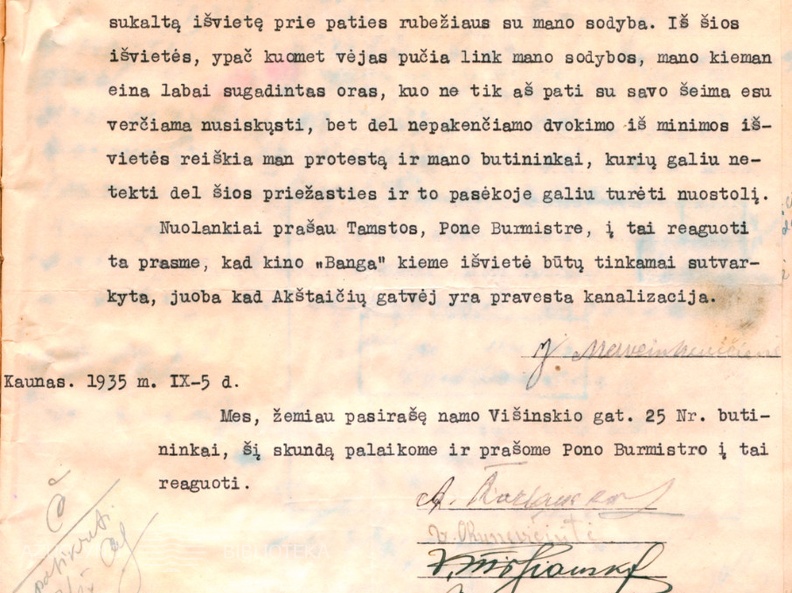 sukaltą išvietę prie paties rubežiaus su mano sodyba. Iš šios
išvietės, ypač kuomet vėjas pučia link mano sodybos, mano kieman
eina labai sugadintas oras, kuo ne tik aš pati su savo šeima esu
verčiama nusiskųsti, bet del nepakenčiamo dvokimo iš minimos iš-
vietės reiškia man protestą ir mano butininkai, kurių galiu ne-
tekti del šios priežasties ir to pasėkoje galiu turėti nuostolį.
Nuolankiai prašau Tamstos, Pone Burmistre, į tai reaguoti
ta prasme, kad kino „Banga" kieme išvietė būtų tinkamai sutvar-
kyta, juoba kad Akštaičių gatvėj yra pravesta kanalizacija.
Kaunas. 1935 m. IX-5 d.
Mes, žemiau pasirašę namo Višinskio gat. 25 Nr. buti-
ninkai, šį skundą palaikome ir prašome Pono Burmistro į tai
reaguoti.
BIBLIOTEKA